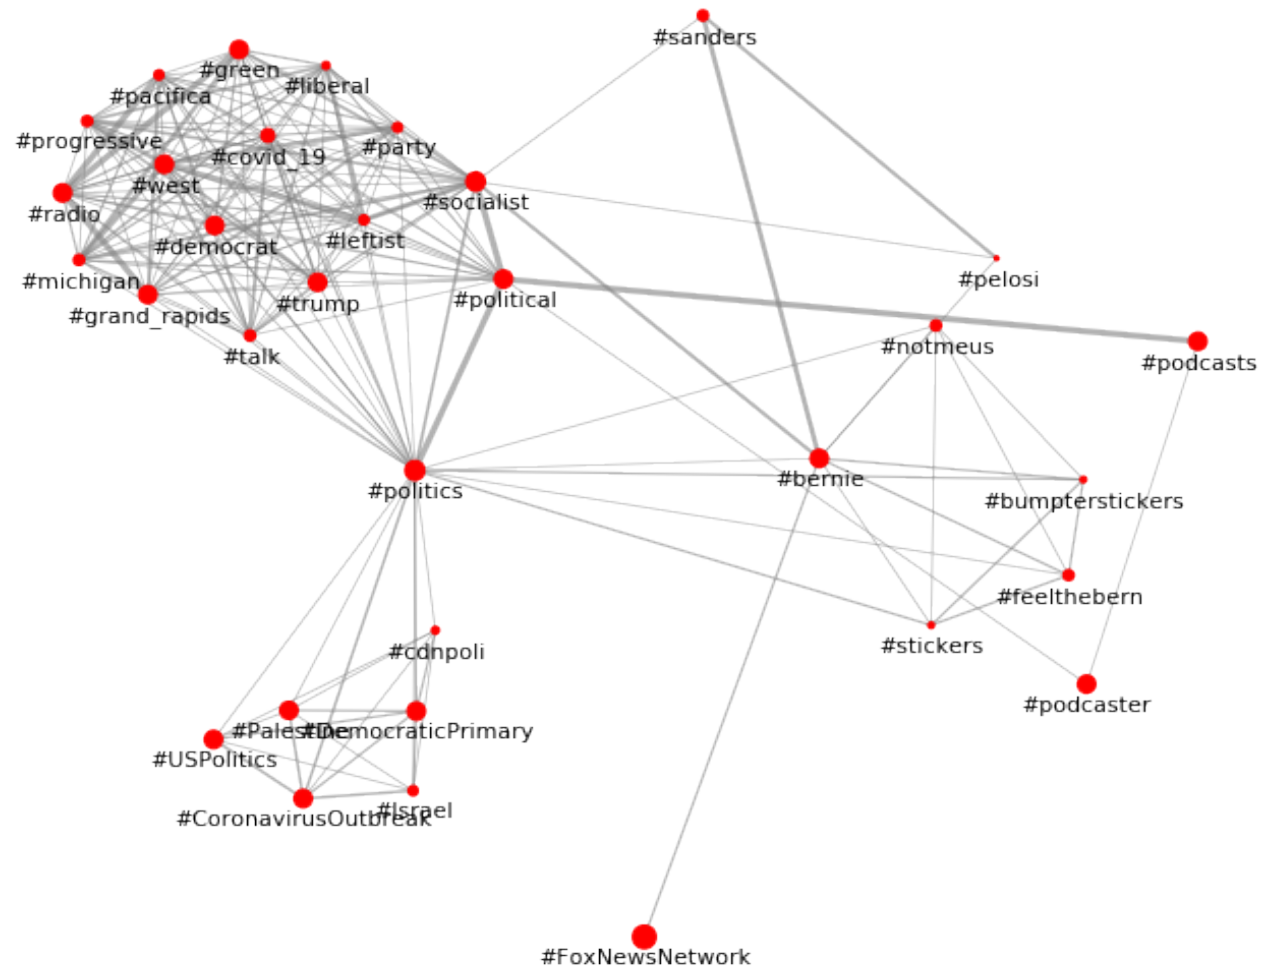 #sanders
#green
#liberal
#pacifica
#progressive
#covid_19
#party
#west
#socialist
#radio
#democrat
#leftist
#michigan
#pelosi
#political
#trump
#grand_rapids
#notmeus
#talk
#podcasts
#bernie
#politics
#bumpterstickers
#feelthebern
#stickers
#cdnpoli
#podcaster
#Palestine
#DemocraticPrimary
#USPolitics
#Israel
#CoronavirusOutbreak
#FoxNewsNetwork